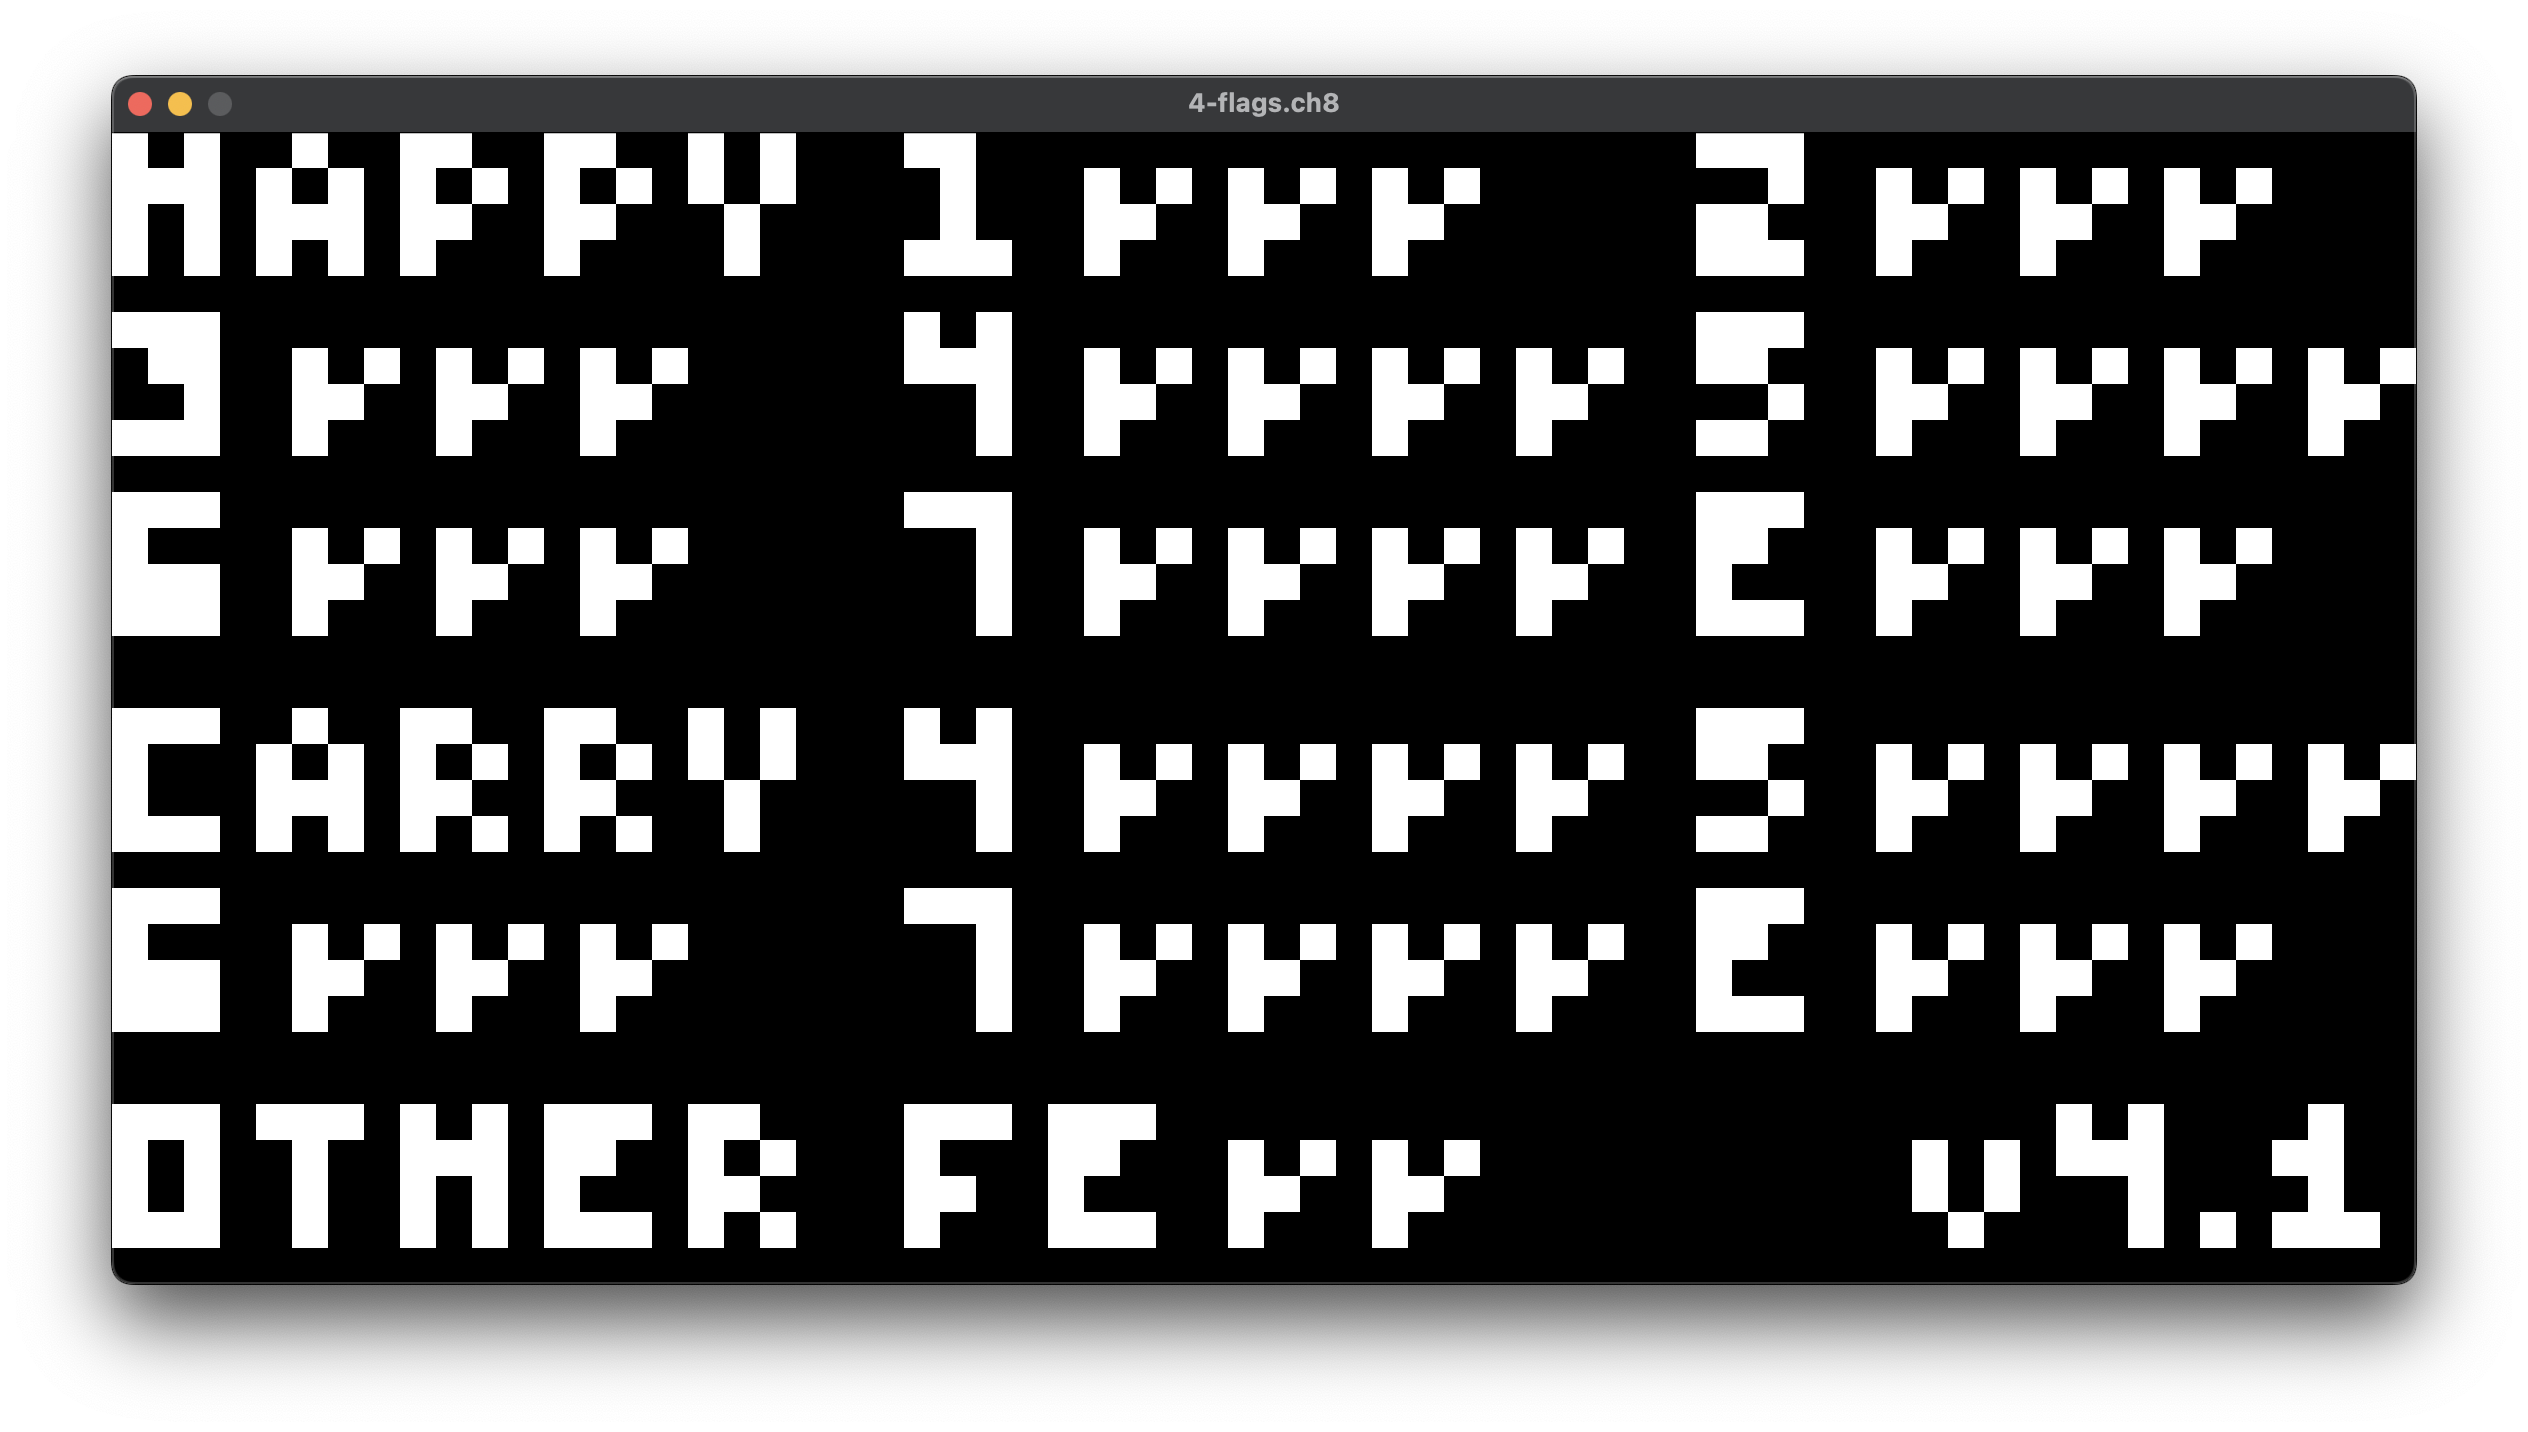 4-flags.ch8
HAPPY 1 ✓✓✓ 2 ✓✓✓
3 ✓✓✓ 4 ✓✓✓✓ 5 ✓✓✓✓
6 ✓✓✓ 7 ✓✓✓✓ E ✓✓✓
CARRY 4 ✓✓✓✓ 5 ✓✓✓✓
6 ✓✓✓ 7 ✓✓✓✓ E ✓✓✓
OTHER FE ✓✓ v4.1